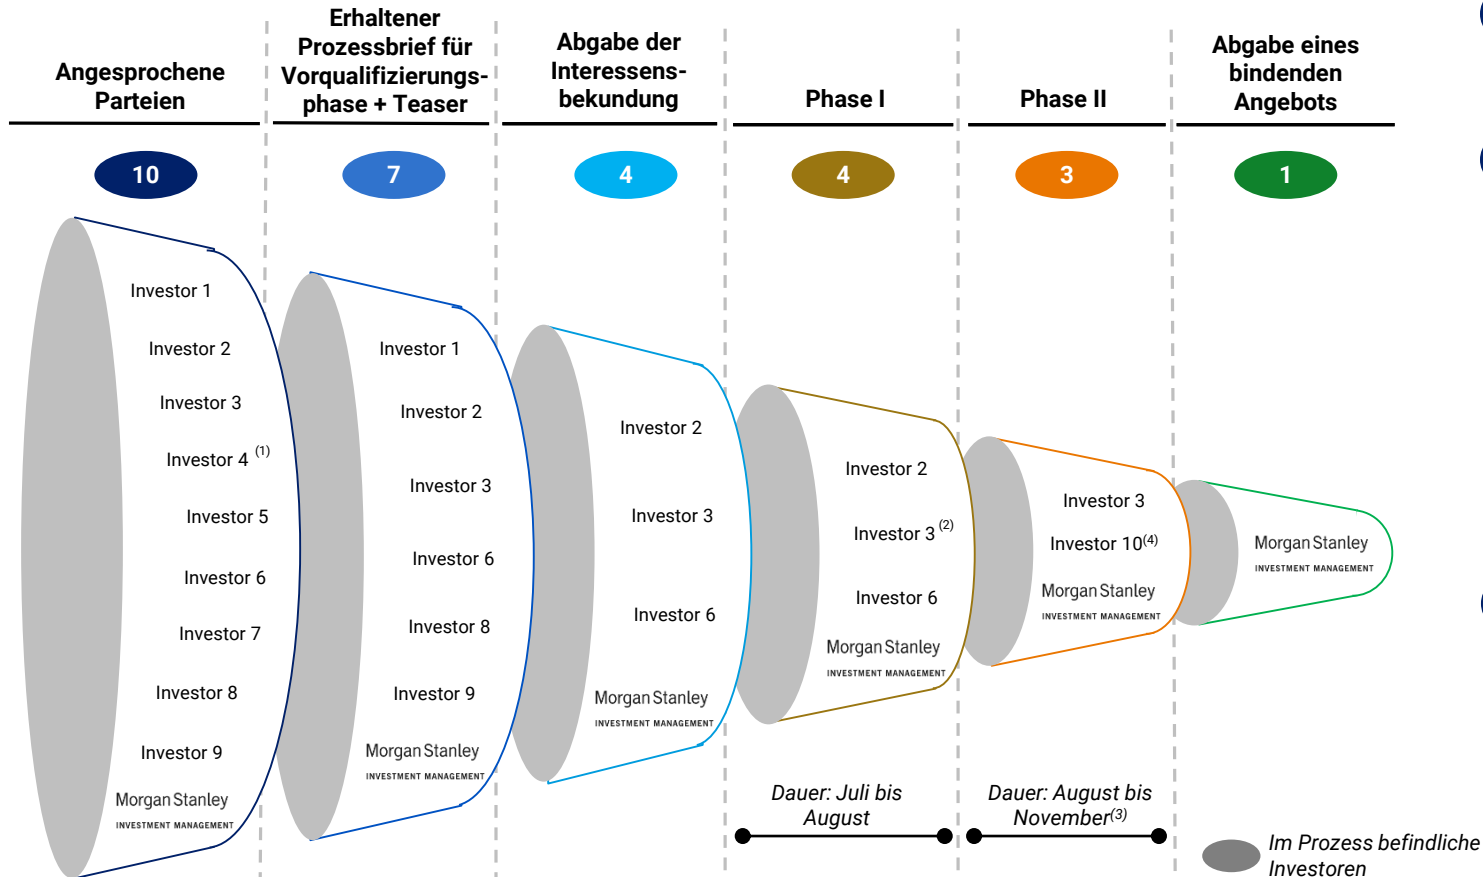 Angesprochene
Parteien
Erhaltener
Prozessbrief für
Vorqualifizierungs-
phase + Teaser
Abgabe der
Interessens-
bekundung
Phase I
Phase II
Abgabe eines
bindenden
Angebots
10
7
4
4
3
1
Investor 1
Investor 2
Investor 3
Investor 4 (1)
Investor 5
Investor 6
Investor 7
Investor 8
Investor 9
Morgan Stanley
INVESTMENT MANAGEMENT
Investor 1
Investor 2
Investor 3
Investor 6
Investor 8
Investor 9
Morgan Stanley
INVESTMENT MANAGEMENT
Investor 2
Investor 3
Investor 6
Morgan Stanley
INVESTMENT MANAGEMENT
Investor 2
Investor 3 (2)
Investor 6
Morgan Stanley
INVESTMENT MANAGEMENT
Investor 3
Investor 10(4)
Morgan Stanley
INVESTMENT MANAGEMENT
Morgan Stanley
INVESTMENT MANAGEMENT
Dauer: Juli bis
August
Dauer: August bis
November(3)
Im Prozess befindliche
Investoren